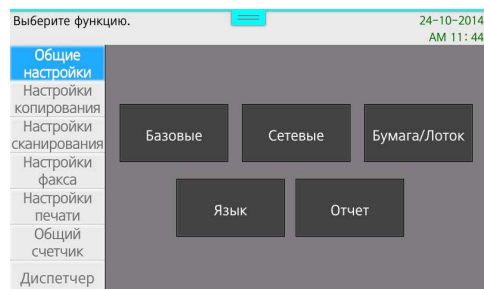 Выберите функцию.
24-10-2014
AM 11:44
Общие
настройки
Настройки
копирования
Настройки
сканирования
Настройки
факса
Настройки
печати
Общий
счетчик
Диспетчер
Базовые
Сетевые
Бумага/Лоток
Язык
Отчет